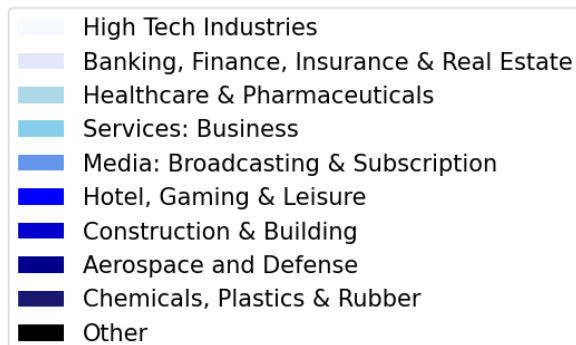 High Tech Industries
Banking, Finance, Insurance & Real Estate
Healthcare & Pharmaceuticals
Services: Business
Media: Broadcasting & Subscription
Hotel, Gaming & Leisure
Construction & Building
Aerospace and Defense
Chemicals, Plastics & Rubber
Other